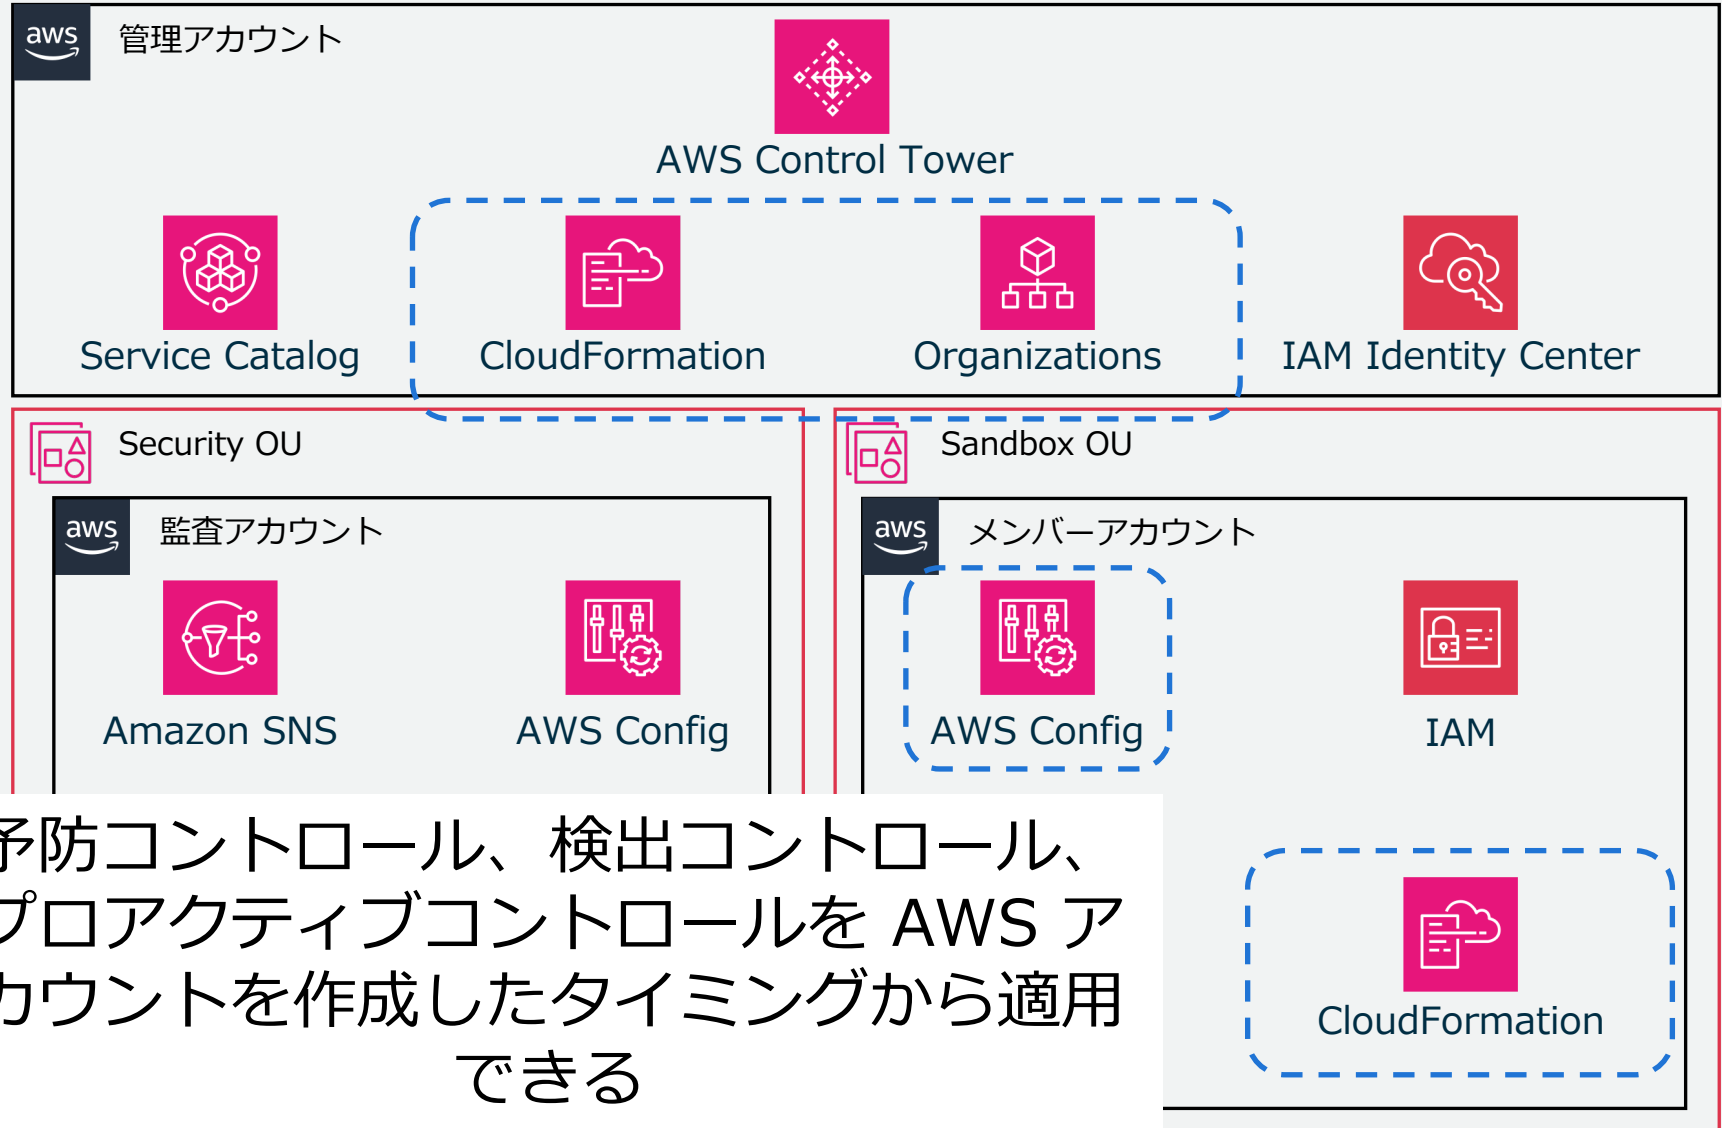 aws 管理アカウント
AWS Control Tower
Service Catalog
CloudFormation
Organizations
IAM Identity Center
Security OU
aws 監査アカウント
Amazon SNS
AWS Config
Sandbox OU
aws メンバーアカウント
AWS Config
IAM
CloudFormation
予防コントロール、検出コントロール、
プロアクティブコントロールを AWS ア
カウントを作成したタイミングから適用
できる